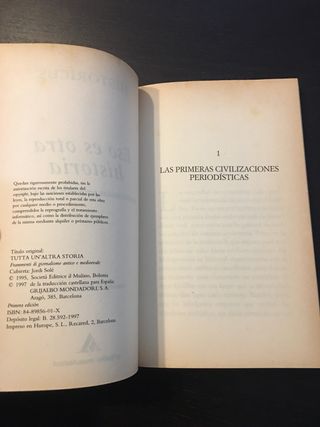 Eso es otra
historia
Quedan rigurosamente prohibidas, sin la
autorización escrita de los titulares del
copyright, bajo las sanciones establecidas por las
leyes, la reproducción total o parcial de esta obra
por cualquier medio o procedimiento,
comprendidos la reprografía y el tratamiento
informático, así como la distribución de ejemplares
de la misma mediante alquiler o préstamo públicos
Título original:
TUTTA UN'ALTRA STORIA
Frammenti di giornalismo antico e medioevale
Cubierta: Jordi Solé
© 1995, Società Editrice il Mulino, Bolonia
© 1997 de la traducción castellana para España:
GRIJALBO MONDADORI, S. A.
Aragó, 385, Barcelona
Primera edición
ISBN: 84-89856-01-X
Depósito legal: B. 28.592-1997
Impreso en Hurope, S. L., Recared, 2, Barcelona
1
LAS PRIMERAS CIVILIZACIONES
PERIODÍSTICAS